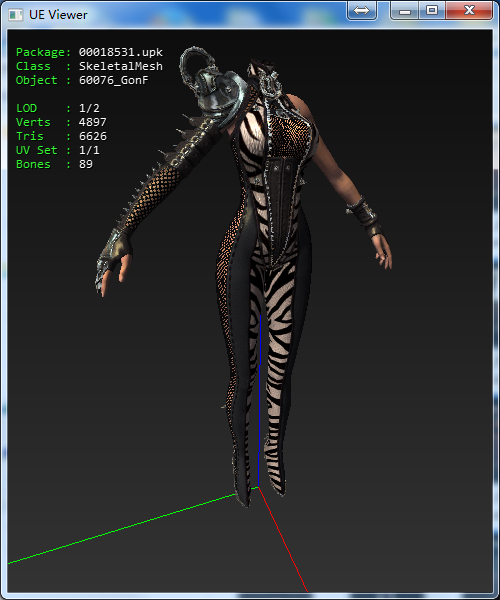 UE Viewer
Package: 00018531.upk
Class : SkeletalMesh
Object : 60076_GonF
LOD : 1/2
Verts : 4897
Tris : 6626
UV Set : 1/1
Bones : 89